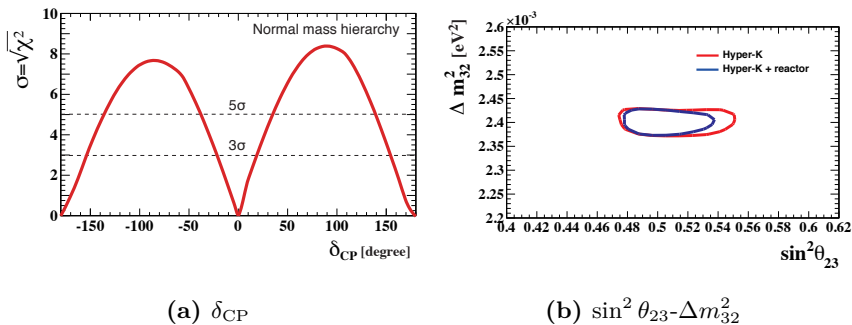 σ=√χ²
10
8
6
4
2
0
Normal mass hierarchy
5σ
3σ
-150 -100 -50 0 50 100 150
δCP [degree]
(a) δCP
Δ m²32 [eV²]
×10⁻³
2.6
2.55
2.5
2.45
2.4
2.35
2.3
2.25
2.2
Hyper-K
Hyper-K + reactor
0.4 0.42 0.44 0.46 0.48 0.5 0.52 0.54 0.56 0.58 0.6 0.62
sin²θ23
(b) sin² θ23-Δm²32